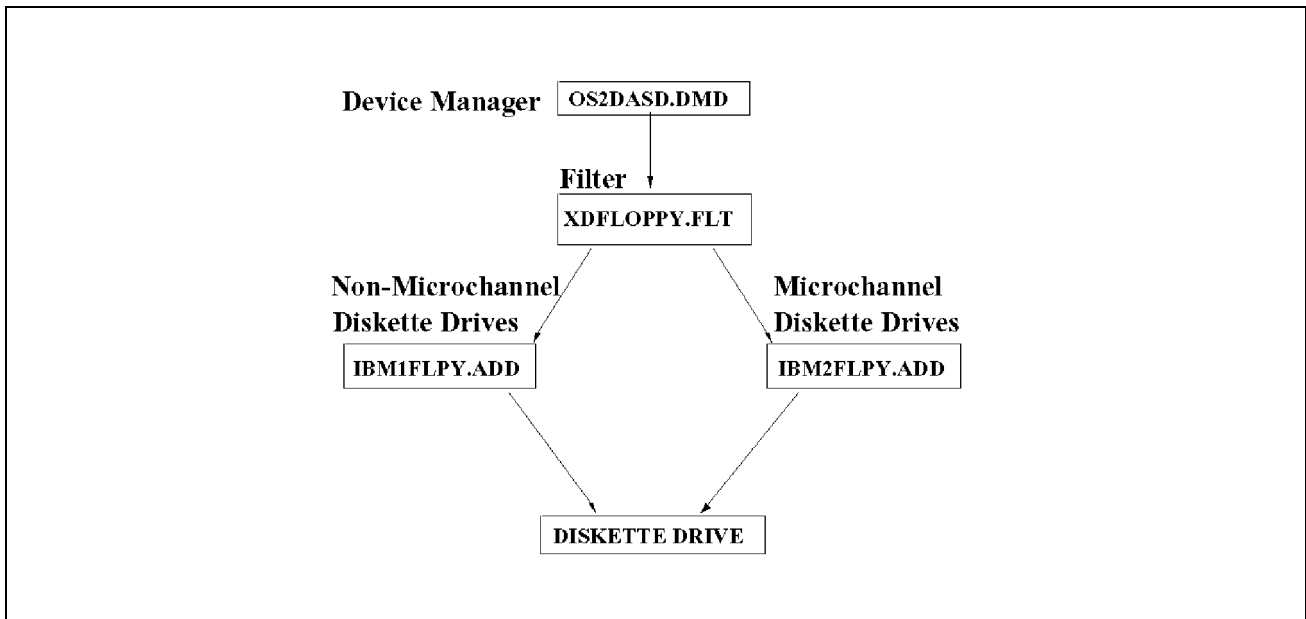 Device Manager
OS2DASD.DMD
Filter
XDFLOPPY.FLT
Non-Microchannel
Diskette Drives
IBM1FLPY.ADD
Microchannel
Diskette Drives
IBM2FLPY.ADD
DISKETTE DRIVE